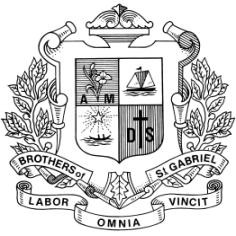 A M
D S
BROTHERS of St. GABRIEL
LABOR OMNIA VINCIT